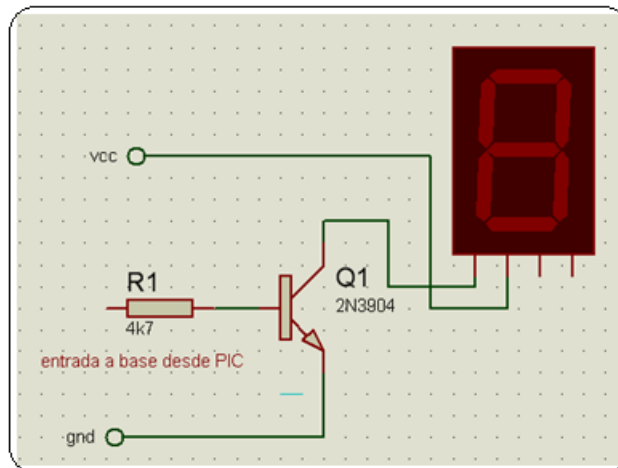 vcc
R1
4k7
Q1
2N3904
entrada a base desde PIC
gnd